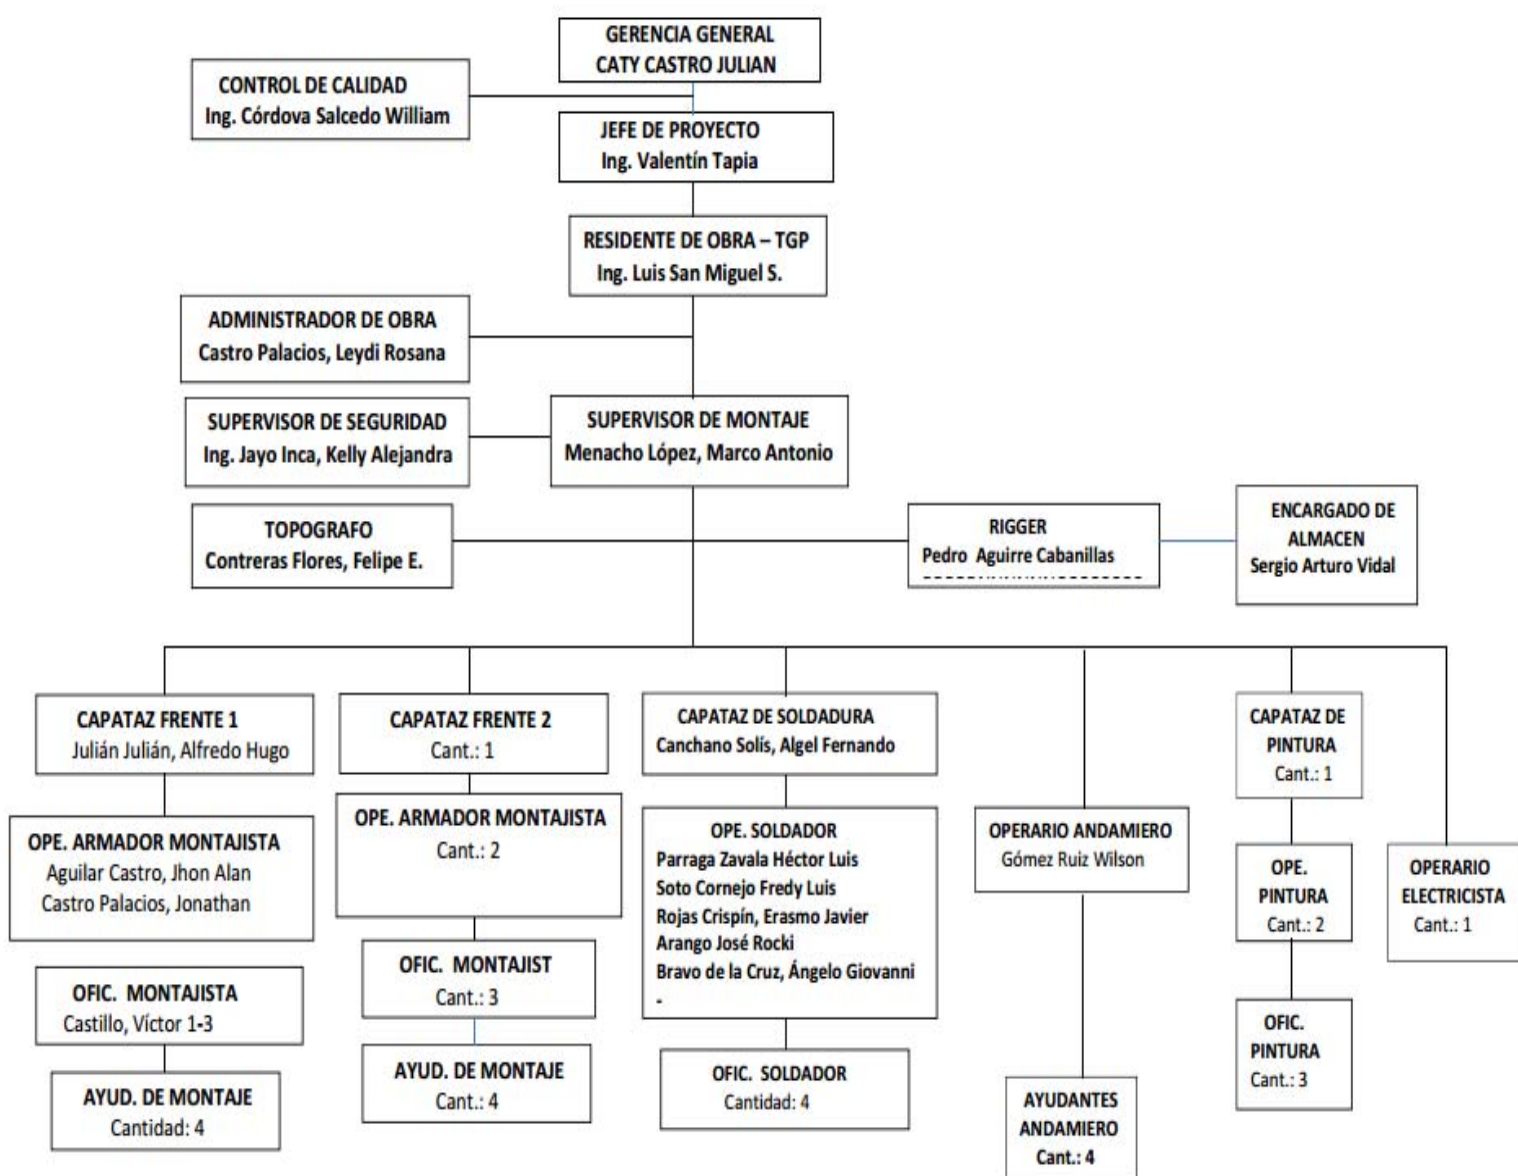 GERENCIA GENERAL
CATY CASTRO JULIAN
CONTROL DE CALIDAD
Ing. Córdova Salcedo William
JEFE DE PROYECTO
Ing. Valentín Tapia
RESIDENTE DE OBRA – TGP
Ing. Luis San Miguel S.
ADMINISTRADOR DE OBRA
Castro Palacios, Leydi Rosana
SUPERVISOR DE SEGURIDAD
Ing. Jayo Inca, Kelly Alejandra
SUPERVISOR DE MONTAJE
Menacho López, Marco Antonio
TOPOGRAFO
Contreras Flores, Felipe E.
RIGGER
Pedro Aguirre Cabanillas
ENCARGADO DE
ALMACEN
Sergio Arturo Vidal
CAPATAZ FRENTE 1
Julián Julián, Alfredo Hugo
OPE. ARMADOR MONTAJISTA
Aguilar Castro, Jhon Alan
Castro Palacios, Jonathan
OFIC. MONTAJISTA
Castillo, Víctor 1-3
AYUD. DE MONTAJE
Cantidad: 4
CAPATAZ FRENTE 2
Cant.: 1
OPE. ARMADOR MONTAJISTA
Cant.: 2
OFIC. MONTAJIST
Cant.: 3
AYUD. DE MONTAJE
Cant.: 4
CAPATAZ DE SOLDADURA
Canchano Solís, Algel Fernando
OPE. SOLDADOR
Parraga Zavala Héctor Luis
Soto Cornejo Fredy Luis
Rojas Crispín, Erasmo Javier
Arango José Rocki
Bravo de la Cruz, Ángelo Giovanni
-
OFIC. SOLDADOR
Cantidad: 4
OPERARIO ANDAMIERO
Gómez Ruiz Wilson
AYUDANTES
ANDAMIERO
Cant.: 4
CAPATAZ DE
PINTURA
Cant.: 1
OPE.
PINTURA
Cant.: 2
OFIC.
PINTURA
Cant.: 3
OPERARIO
ELECTRICISTA
Cant.: 1